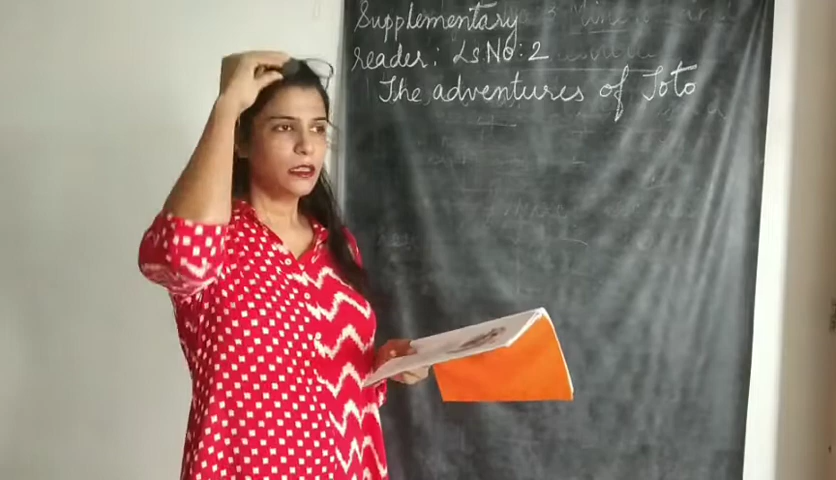 Supplementary
reader: Ls No: 2
The adventures of Toto